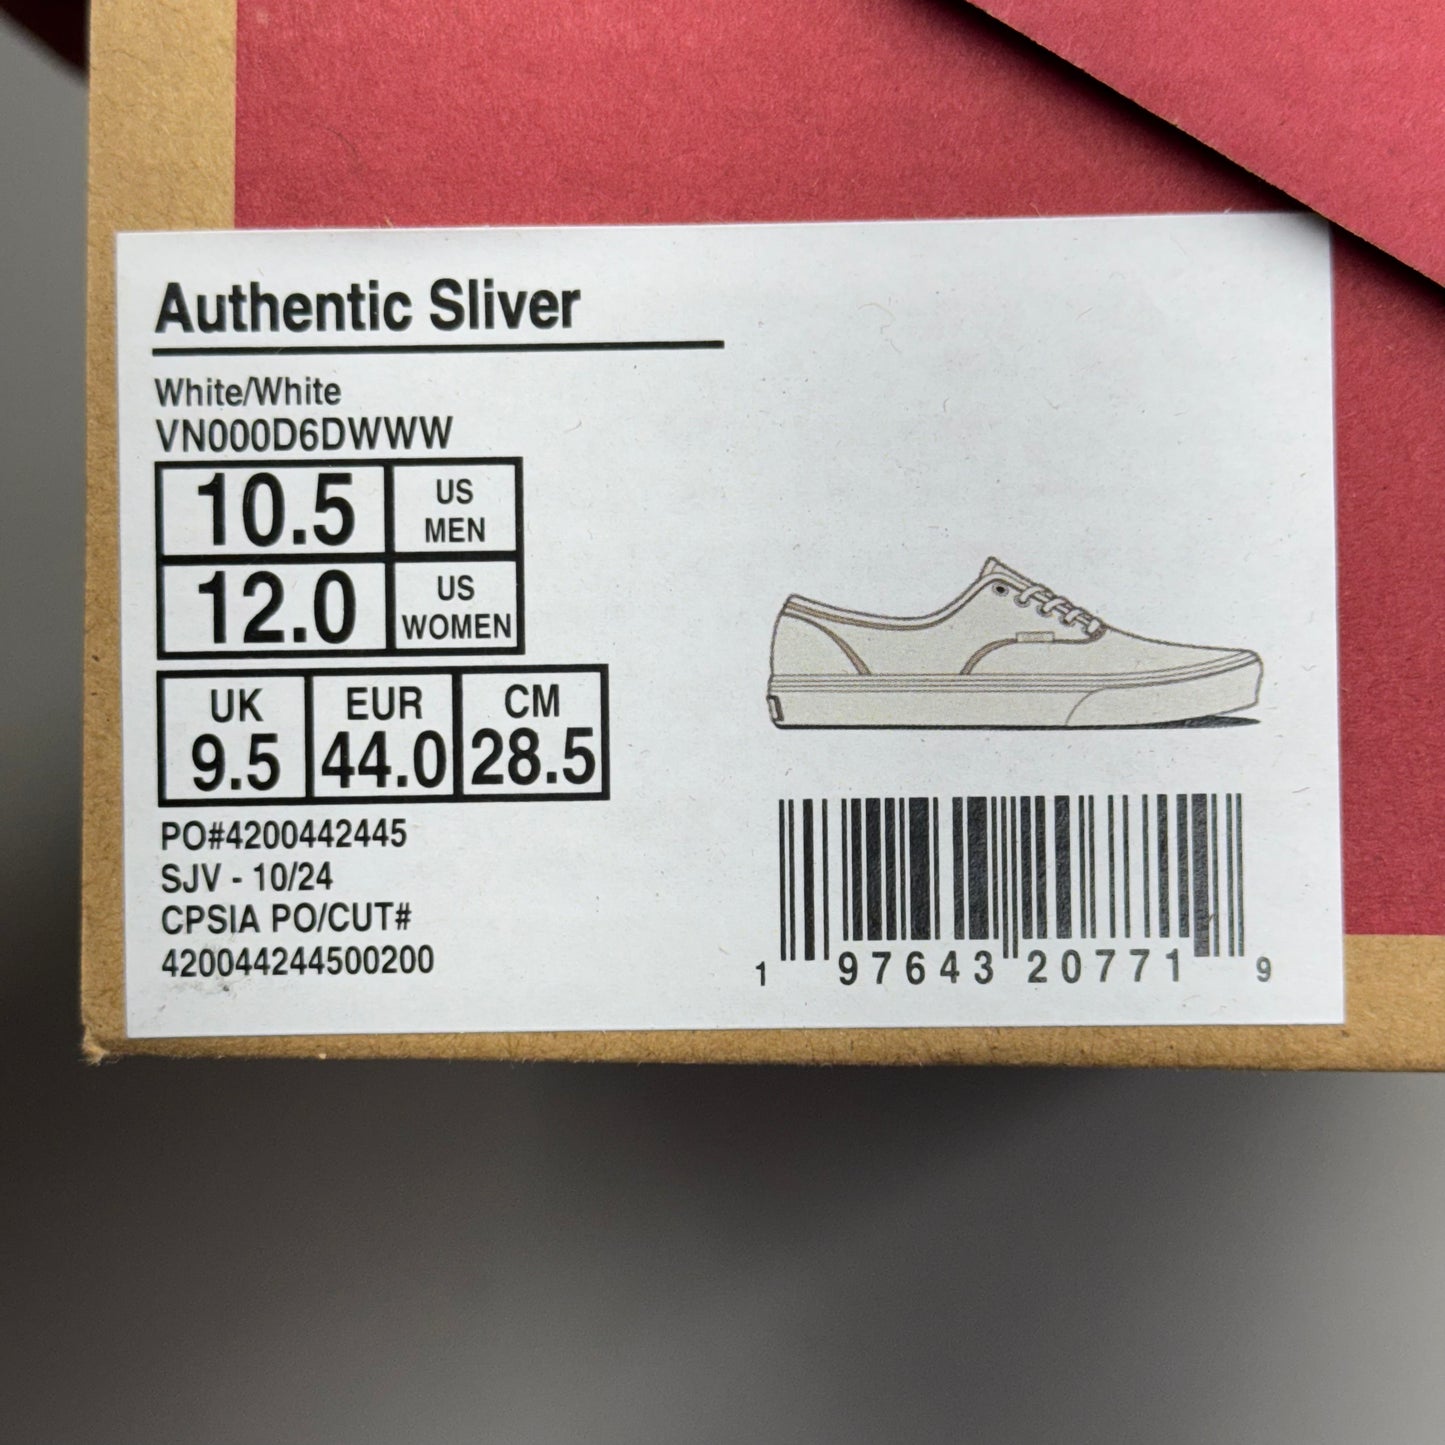 Authentic Sliver
White/White
VN000D6DWWW
10.5 US MEN
12.0 US WOMEN
UK EUR CM
9.5 44.0 28.5
PO#4200442445
SJV - 10/24
CPSIA PO/CUT#
420044244500200
1 97643 20771 9